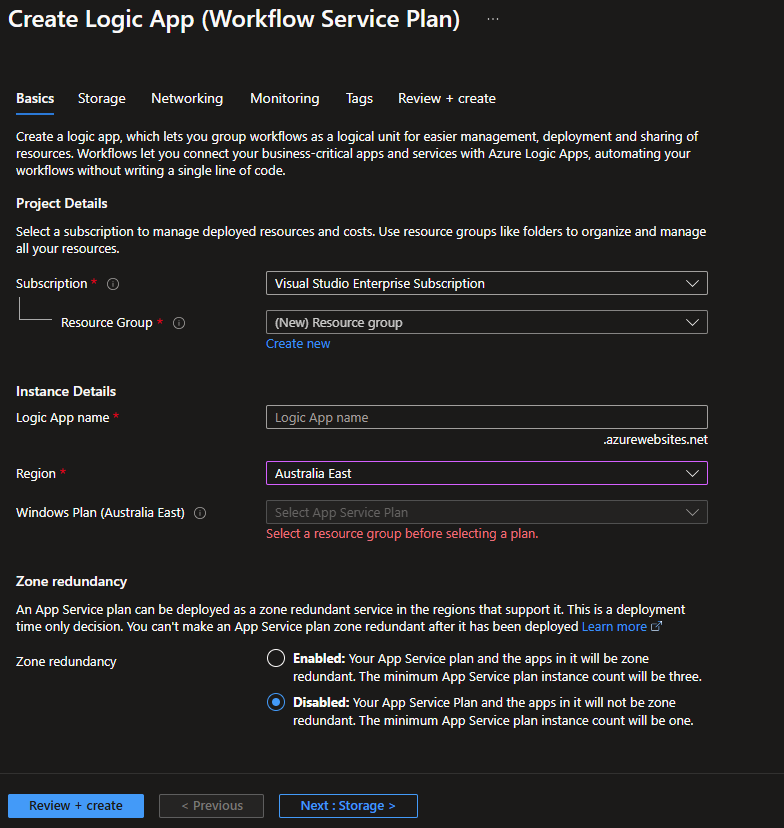 Create Logic App (Workflow Service Plan) ...
Basics Storage Networking Monitoring Tags Review + create
Create a logic app, which lets you group workflows as a logical unit for easier management, deployment and sharing of
resources. Workflows let you connect your business-critical apps and services with Azure Logic Apps, automating your
workflows without writing a single line of code.
Project Details
Select a subscription to manage deployed resources and costs. Use resource groups like folders to organize and manage
all your resources.
Subscription * Visual Studio Enterprise Subscription
Resource Group * (New) Resource group
Create new
Instance Details
Logic App name * Logic App name
.azurewebsites.net
Region * Australia East
Windows Plan (Australia East) Select App Service Plan
Select a resource group before selecting a plan.
Zone redundancy
An App Service plan can be deployed as a zone redundant service in the regions that support it. This is a deployment
time only decision. You can't make an App Service plan zone redundant after it has been deployed Learn more
Zone redundancy
Enabled: Your App Service plan and the apps in it will be zone
redundant. The minimum App Service plan instance count will be three.
Disabled: Your App Service Plan and the apps in it will not be zone
redundant. The minimum App Service plan instance count will be one.
Review + create < Previous Next : Storage >